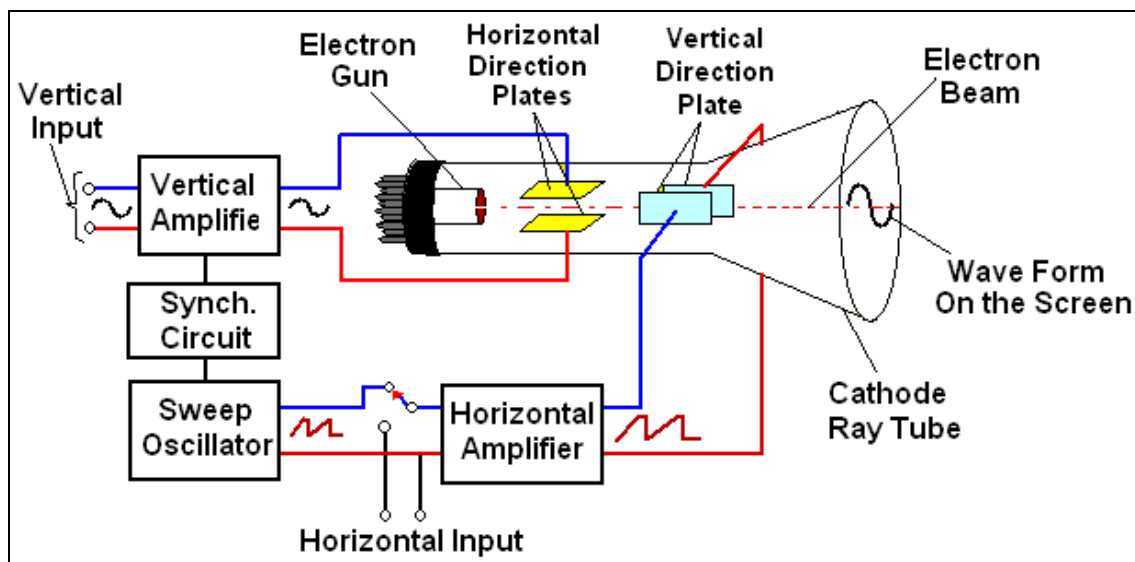 Electron
Gun
Horizontal
Direction
Plates
Vertical
Direction
Plate
Electron
Beam
Vertical
Input
Vertical
Amplifie
Synch.
Circuit
Sweep
Oscillator
Horizontal
Amplifier
Horizontal Input
Wave Form
On the Screen
Cathode
Ray Tube